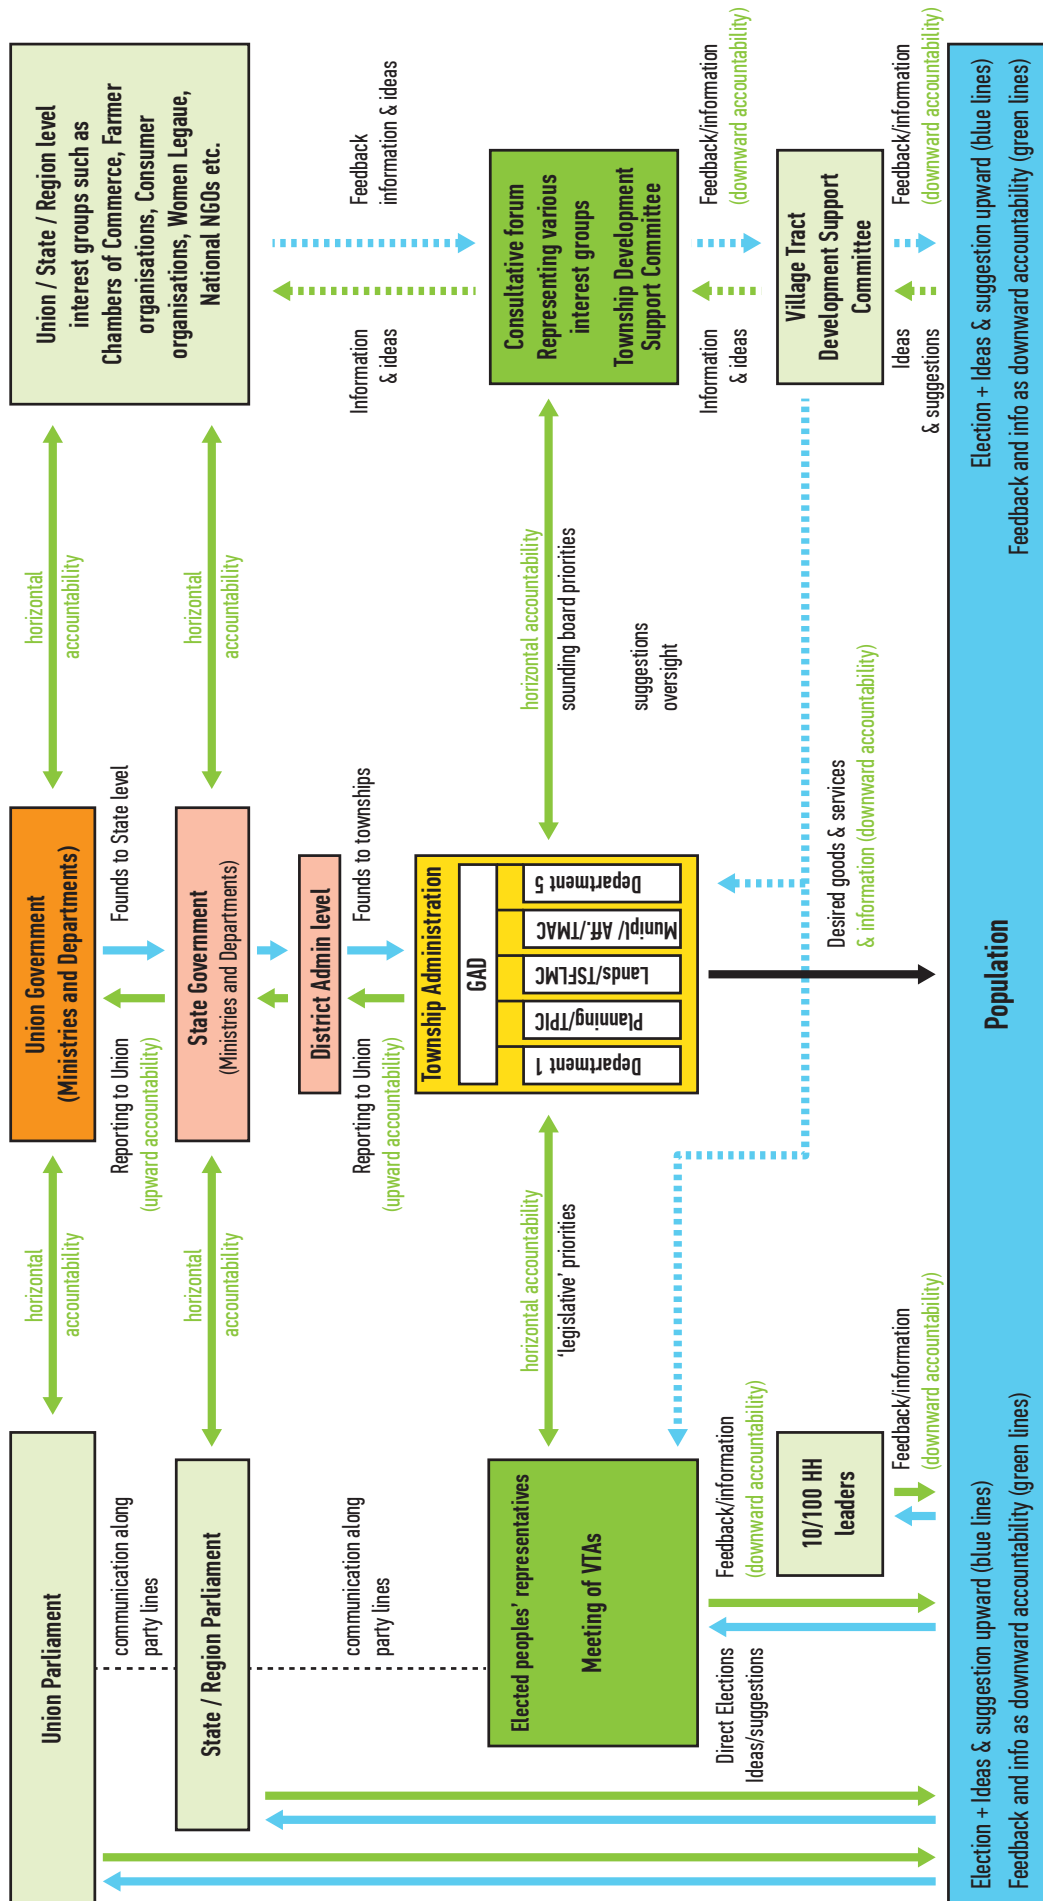 Union Parliament
horizontal
accountability
Union Government
(Ministries and Departments)
horizontal
accountability
Union / State / Region level
interest groups such as
Chambers of Commerce, Farmer
organisations, Consumer
organisations, Women Legaue,
National NGOs etc.
communication along
party lines
Reporting to Union
(upward accountability)
Founds to State level
State / Region Parliament
horizontal
accountability
State Government
(Ministries and Departments)
horizontal
accountability
District Admin level
communication along
party lines
Reporting to Union
(upward accountability)
Founds to townships
Information
& ideas
Feedback
information & ideas
Elected peoples' representatives
Meeting of VTAs
horizontal accountability
'legislative' priorities
Township Administration
GAD
Department 1
Planning/TPIC
Lands/TSFLMC
Munipl/ Aff./TMAC
Department 5
horizontal accountability
sounding board priorities
suggestions
oversight
Consultative forum
Representing various
interest groups
Township Development
Support Committee
Direct Elections
Ideas/suggestions
Feedback/information
(downward accountability)
Information
& ideas
Feedback/information
(downward accountability)
10/100 HH
leaders
Village Tract
Development Support
Committee
Desired goods & services
& information (downward accountability)
Feedback/information
(downward accountability)
Ideas
& suggestions
Feedback/information
(downward accountability)
Election + Ideas & suggestion upward (blue lines)
Feedback and info as downward accountability (green lines)
Population
Election + Ideas & suggestion upward (blue lines)
Feedback and info as downward accountability (green lines)